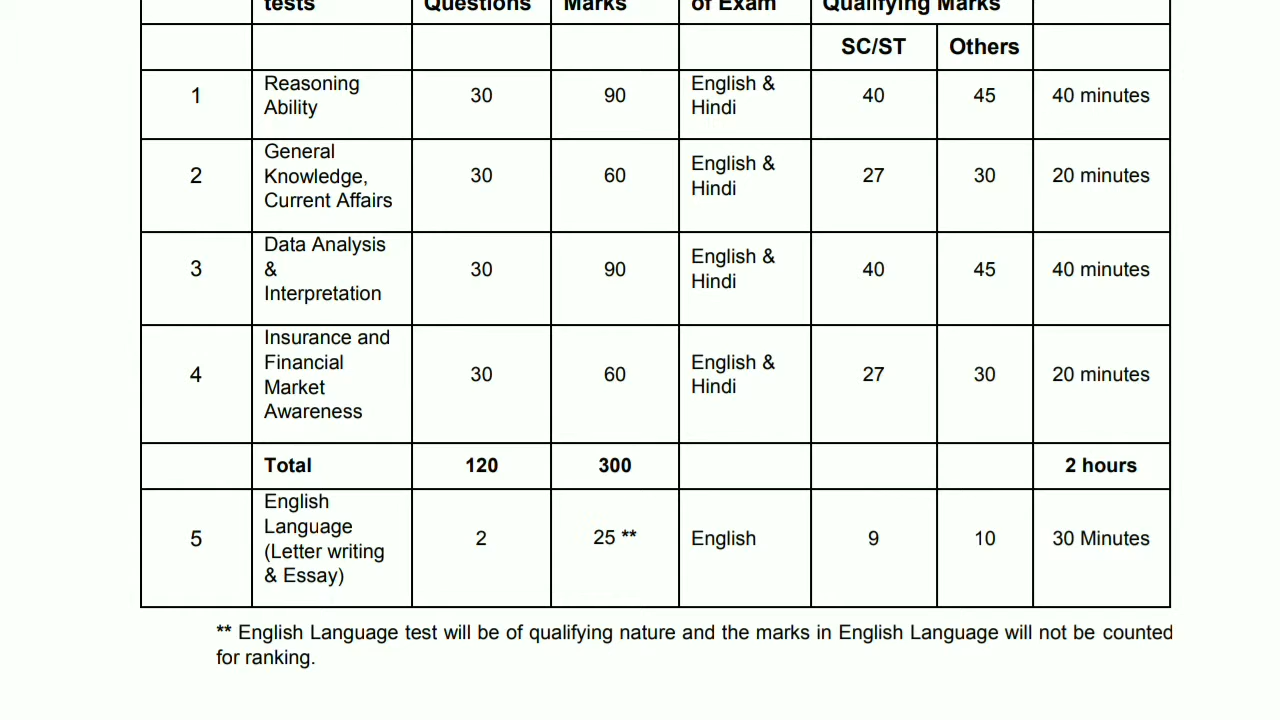 tests Questions Marks of Exam Qualifying Marks
SC/ST Others
1 Reasoning Ability 30 90 English & Hindi 40 45 40 minutes
2 General Knowledge, Current Affairs 30 60 English & Hindi 27 30 20 minutes
3 Data Analysis & Interpretation 30 90 English & Hindi 40 45 40 minutes
4 Insurance and Financial Market Awareness 30 60 English & Hindi 27 30 20 minutes
Total 120 300 2 hours
5 English Language (Letter writing & Essay) 2 25 ** English 9 10 30 Minutes
** English Language test will be of qualifying nature and the marks in English Language will not be counted
for ranking.